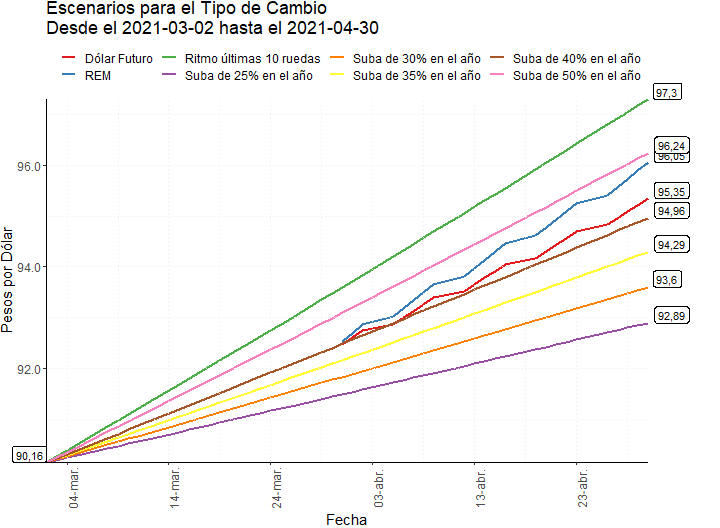 Escenarios para el Tipo de Cambio
Desde el 2021-03-02 hasta el 2021-04-30
Dólar Futuro
Ritmo últimas 10 ruedas
Suba de 30% en el año
Suba de 40% en el año
REM
Suba de 25% en el año
Suba de 35% en el año
Suba de 50% en el año
97,3
96,24
96,05
95,35
94,96
94,29
93,6
92,89
96.0
94.0
92.0
90,16
Pesos por Dólar
04-mar.
14-mar.
24-mar.
03-abr.
13-abr.
23-abr.
Fecha